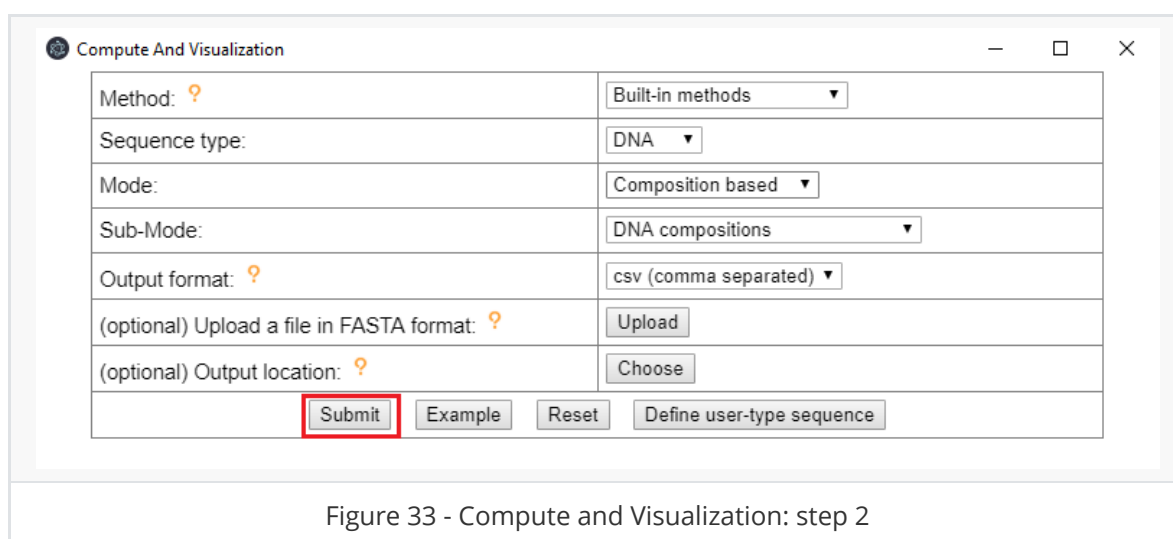 Compute And Visualization
Method: ? Built-in methods
Sequence type: DNA
Mode: Composition based
Sub-Mode: DNA compositions
Output format: ? csv (comma separated)
(optional) Upload a file in FASTA format: ? Upload
(optional) Output location: ? Choose
Submit Example Reset Define user-type sequence
Figure 33 - Compute and Visualization: step 2